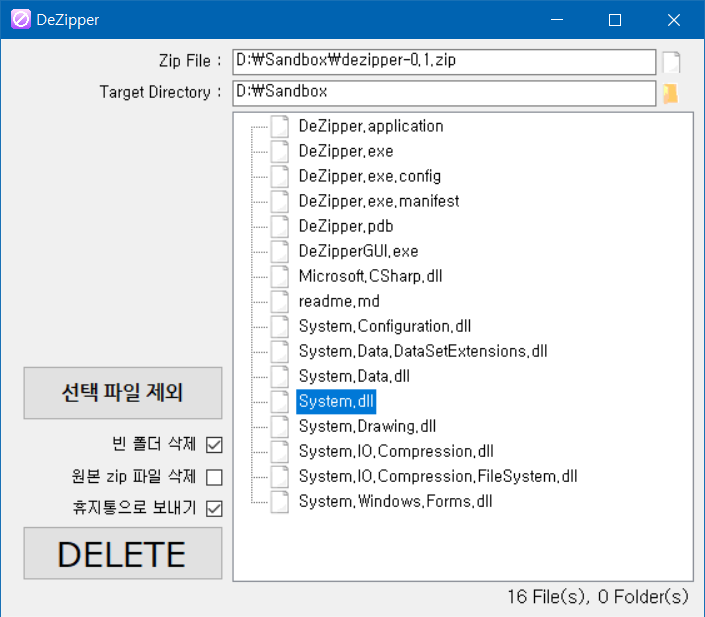 DeZipper
Zip File :
D:₩Sandbox₩dezipper-0.1.zip
Target Directory :
D:₩Sandbox
DeZipper.application
DeZipper.exe
DeZipper.exe.config
DeZipper.exe.manifest
DeZipper.pdb
DeZipperGUI.exe
Microsoft.CSharp.dll
readme.md
System.Configuration.dll
System.Data.DataSetExtensions.dll
System.Data.dll
System.dll
System.Drawing.dll
System.IO.Compression.dll
System.IO.Compression.FileSystem.dll
System.Windows.Forms.dll
선택 파일 제외
빈 폴더 삭제
원본 zip 파일 삭제
휴지통으로 보내기
DELETE
16 File(s), 0 Folder(s)